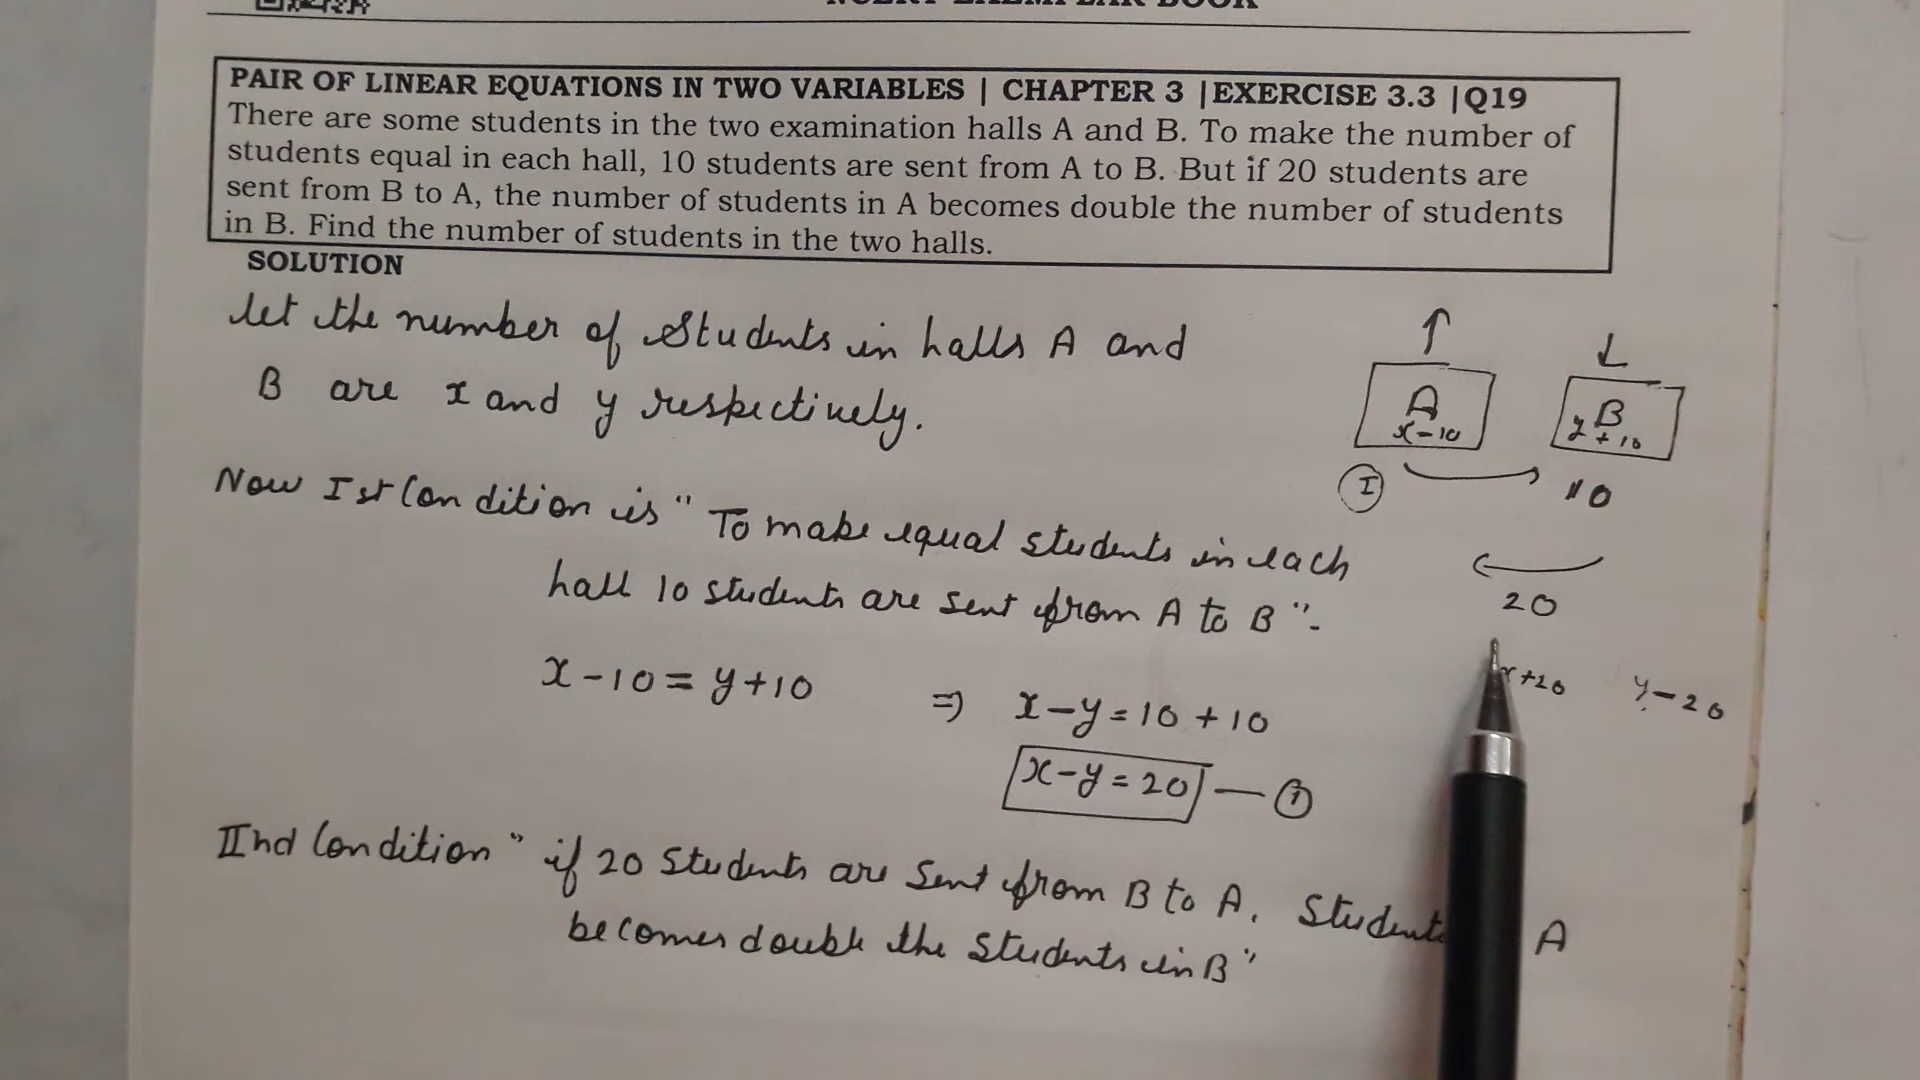 PAIR OF LINEAR EQUATIONS IN TWO VARIABLES | CHAPTER 3 |EXERCISE 3.3 |Q19
There are some students in the two examination halls A and B. To make the number of
students equal in each hall, 10 students are sent from A to B. But if 20 students are
sent from B to A, the number of students in A becomes double the number of students
in B. Find the number of students in the two halls.
SOLUTION
let the number of Students in halls A and
B are x and y respectively.
A
x-10
B
y+10
I
10
Now Ist Condition is " To make equal students in each
hall 10 students are sent from A to B ".
20
x+20 y-20
x-10 = y+10 ⇒ x-y = 10 + 10
x-y = 20 — ①
IInd Condition " if 20 Students are Sent from B to A. Student A
becomes double the Students in B "